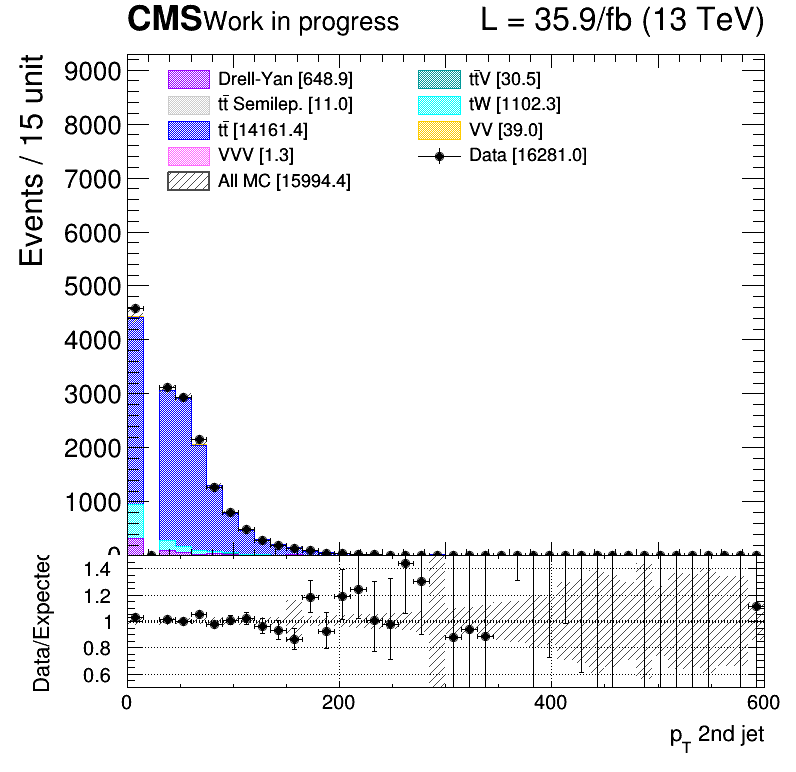 CMS Work in progress L = 35.9/fb (13 TeV)
Events / 15 unit
9000
8000
7000
6000
5000
4000
3000
2000
1000
0
Drell-Yan [648.9]
tt̄ Semilep. [11.0]
tt̄ [14161.4]
VVV [1.3]
All MC [15994.4]
tt̄V [30.5]
tW [1102.3]
VV [39.0]
Data [16281.0]
Data/Expected
1.4
1.2
1
0.8
0.6
0 200 400 600
p_T 2nd jet